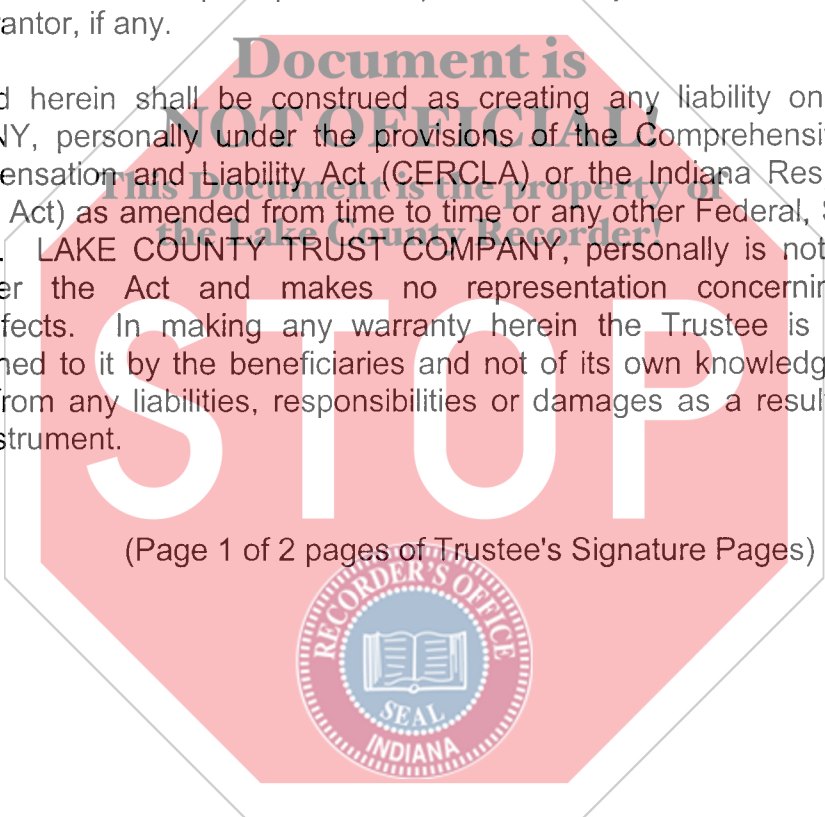 antor, if any.
Document is
d herein shall be construed as creating any liability on
NOT OFFICIAL!
NY, personally under the provisions of the Comprehensi
ensation and Liability Act (CERCLA) or the Indiana Res
This Document is the property of
Act) as amended from time to time or any other Federal, S
the Lake County Recorder!
. LAKE COUNTY TRUST COMPANY, personally is not
er the Act and makes no representation concernin
fects. In making any warranty herein the Trustee is
ned to it by the beneficiaries and not of its own knowledg
from any liabilities, responsibilities or damages as a resul
strument.
STOP
(Page 1 of 2 pages of Trustee's Signature Pages)
RECORDER'S OFFICE
SEAL
INDIANA